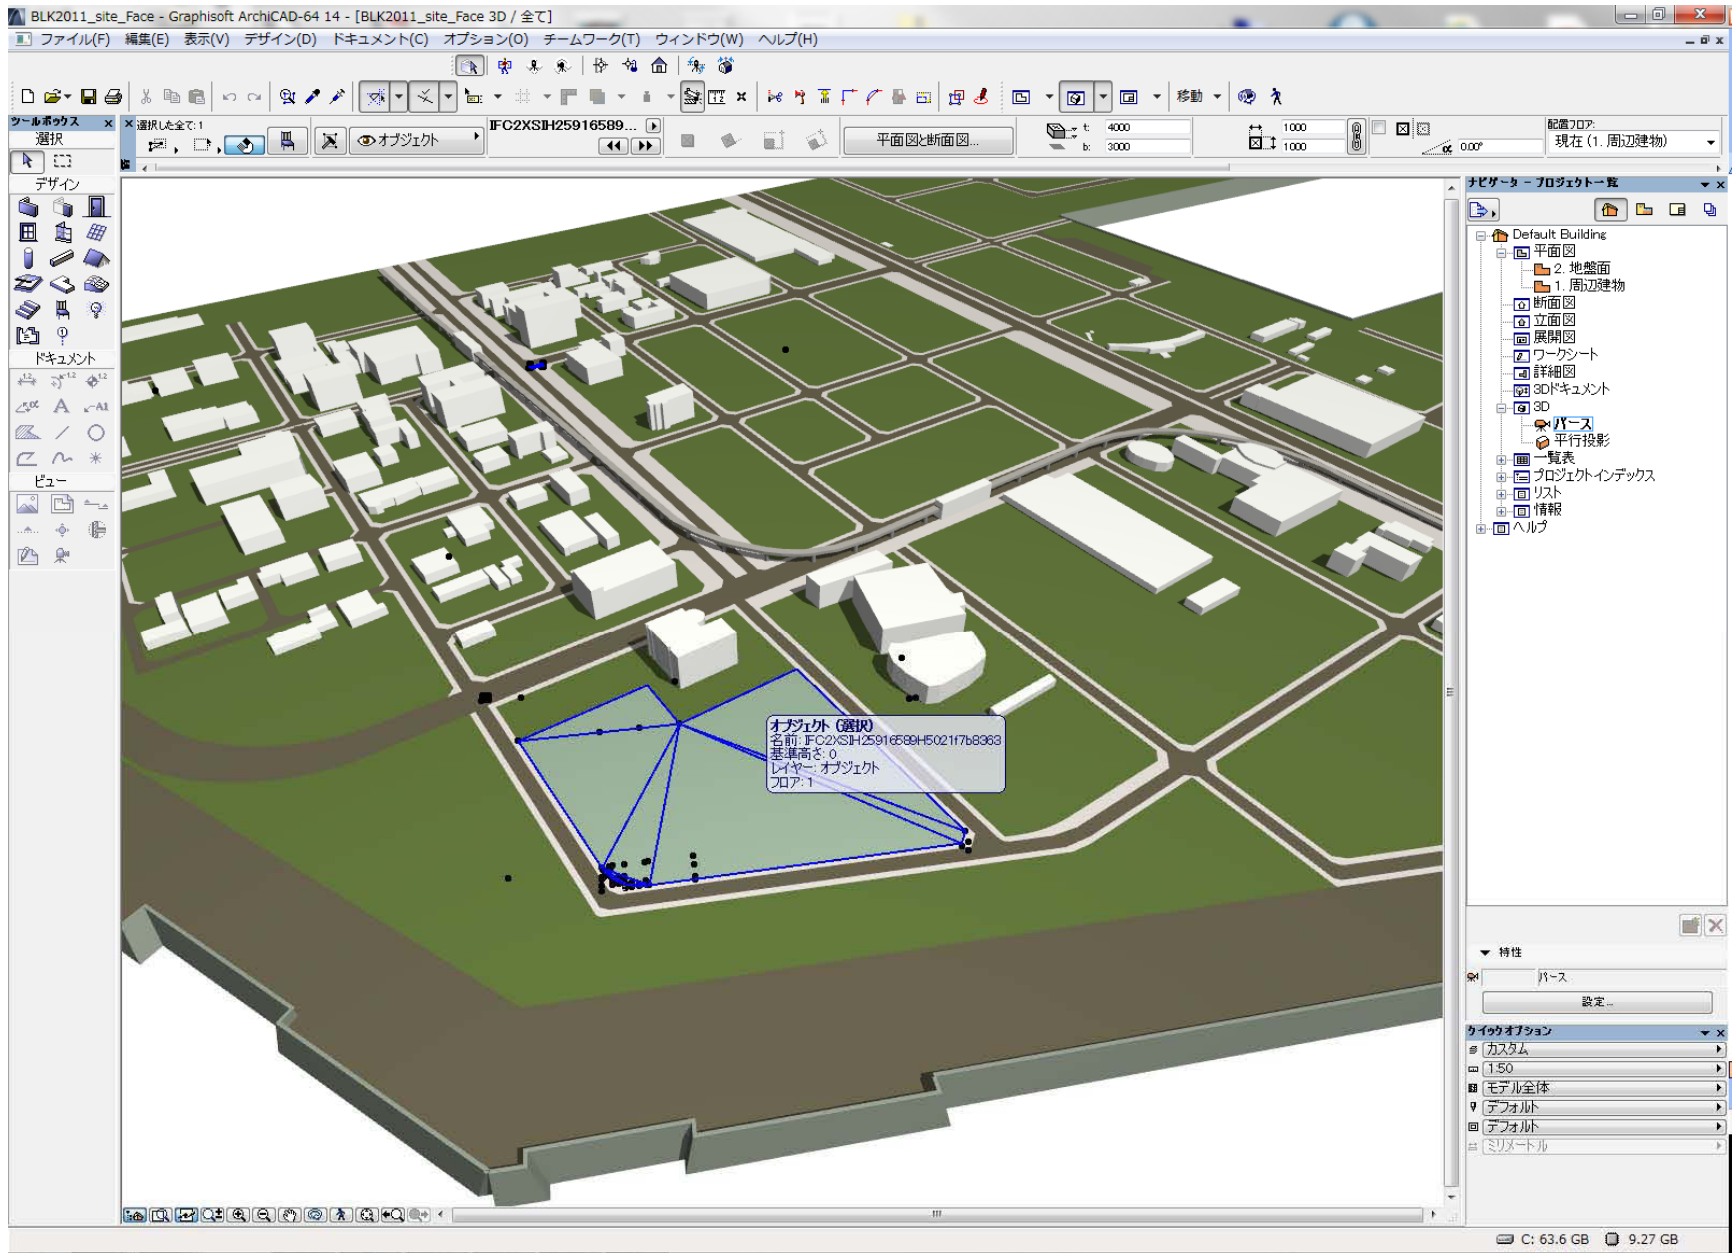 BLK2011_site_Face - Graphisoft ArchiCAD-64 14 - [BLK2011_site_Face 3D / 全て]
ファイル(F) 編集(E) 表示(V) デザイン(D) ドキュメント(C) オプション(O) チームワーク(T) ウィンドウ(W) ヘルプ(H)
移動
ツールボックス
選択
デザイン
ドキュメント
ビュー
選択した全て: 1
オブジェクト
IFC2XSIH25916589...
平面図と断面図...
t: 4000
b: 3000
1000
1000
α 0.00°
配置フロア:
現在 (1. 周辺建物)
オブジェクト (選択)
名前: IFC2XSIH25916589H5021f7b8363
基準高さ: 0
レイヤー: オブジェクト
フロア: 1
ナビゲータ - プロジェクト一覧
Default Building
平面図
2. 地盤面
1. 周辺建物
断面図
立面図
展開図
ワークシート
詳細図
3Dドキュメント
3D
パース
平行投影
一覧表
プロジェクトインデックス
リスト
情報
ヘルプ
特性
パース
設定...
クイックオプション
カスタム
1:50
モデル全体
デフォルト
デフォルト
ミリメートル
C: 63.6 GB 9.27 GB